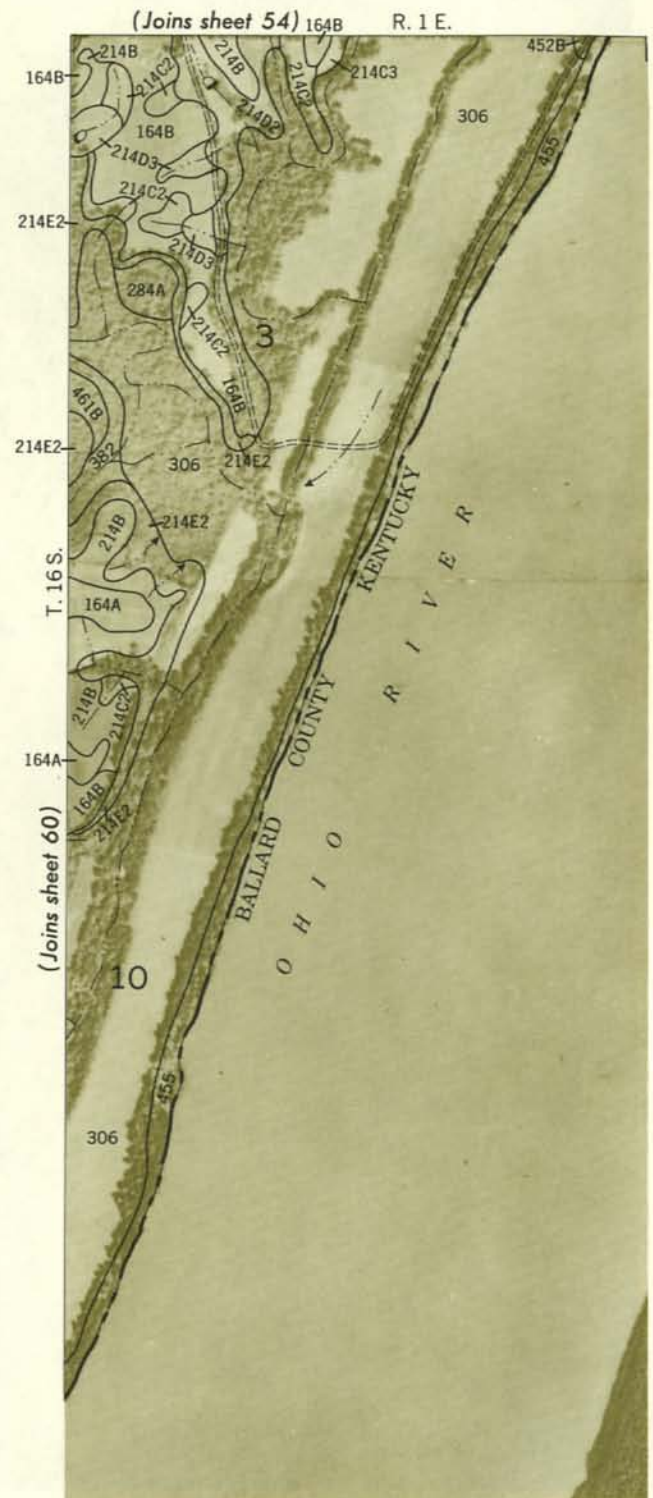 (Joins sheet 54) 164B R. 1 E.
214B
214B
452B
164B
214C2
214C3
214C2
214D2
306
164B
455
214D3
214C2
214E2
214D3
284A
214C2
3
164B
461B
214E2
382
306
214E2
214B
214E2
T. 16 S.
164A
214B
214C2
164A
164B
214E2
(Joins sheet 60)
BALLARD COUNTY KENTUCKY
OHIO RIVER
10
455
306